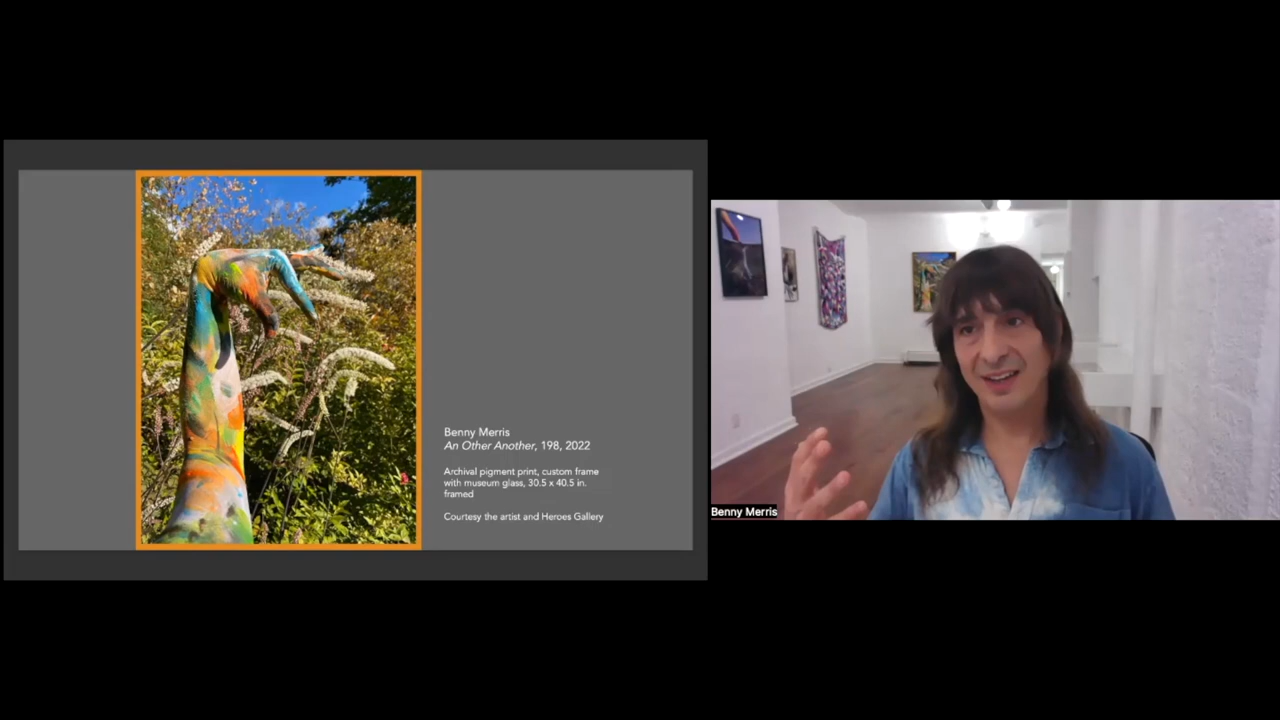 Benny Merris
An Other Another, 198, 2022
Archival pigment print, custom frame
with museum glass, 30.5 x 40.5 in.
framed
Courtesy the artist and Heroes Gallery
Benny Merris